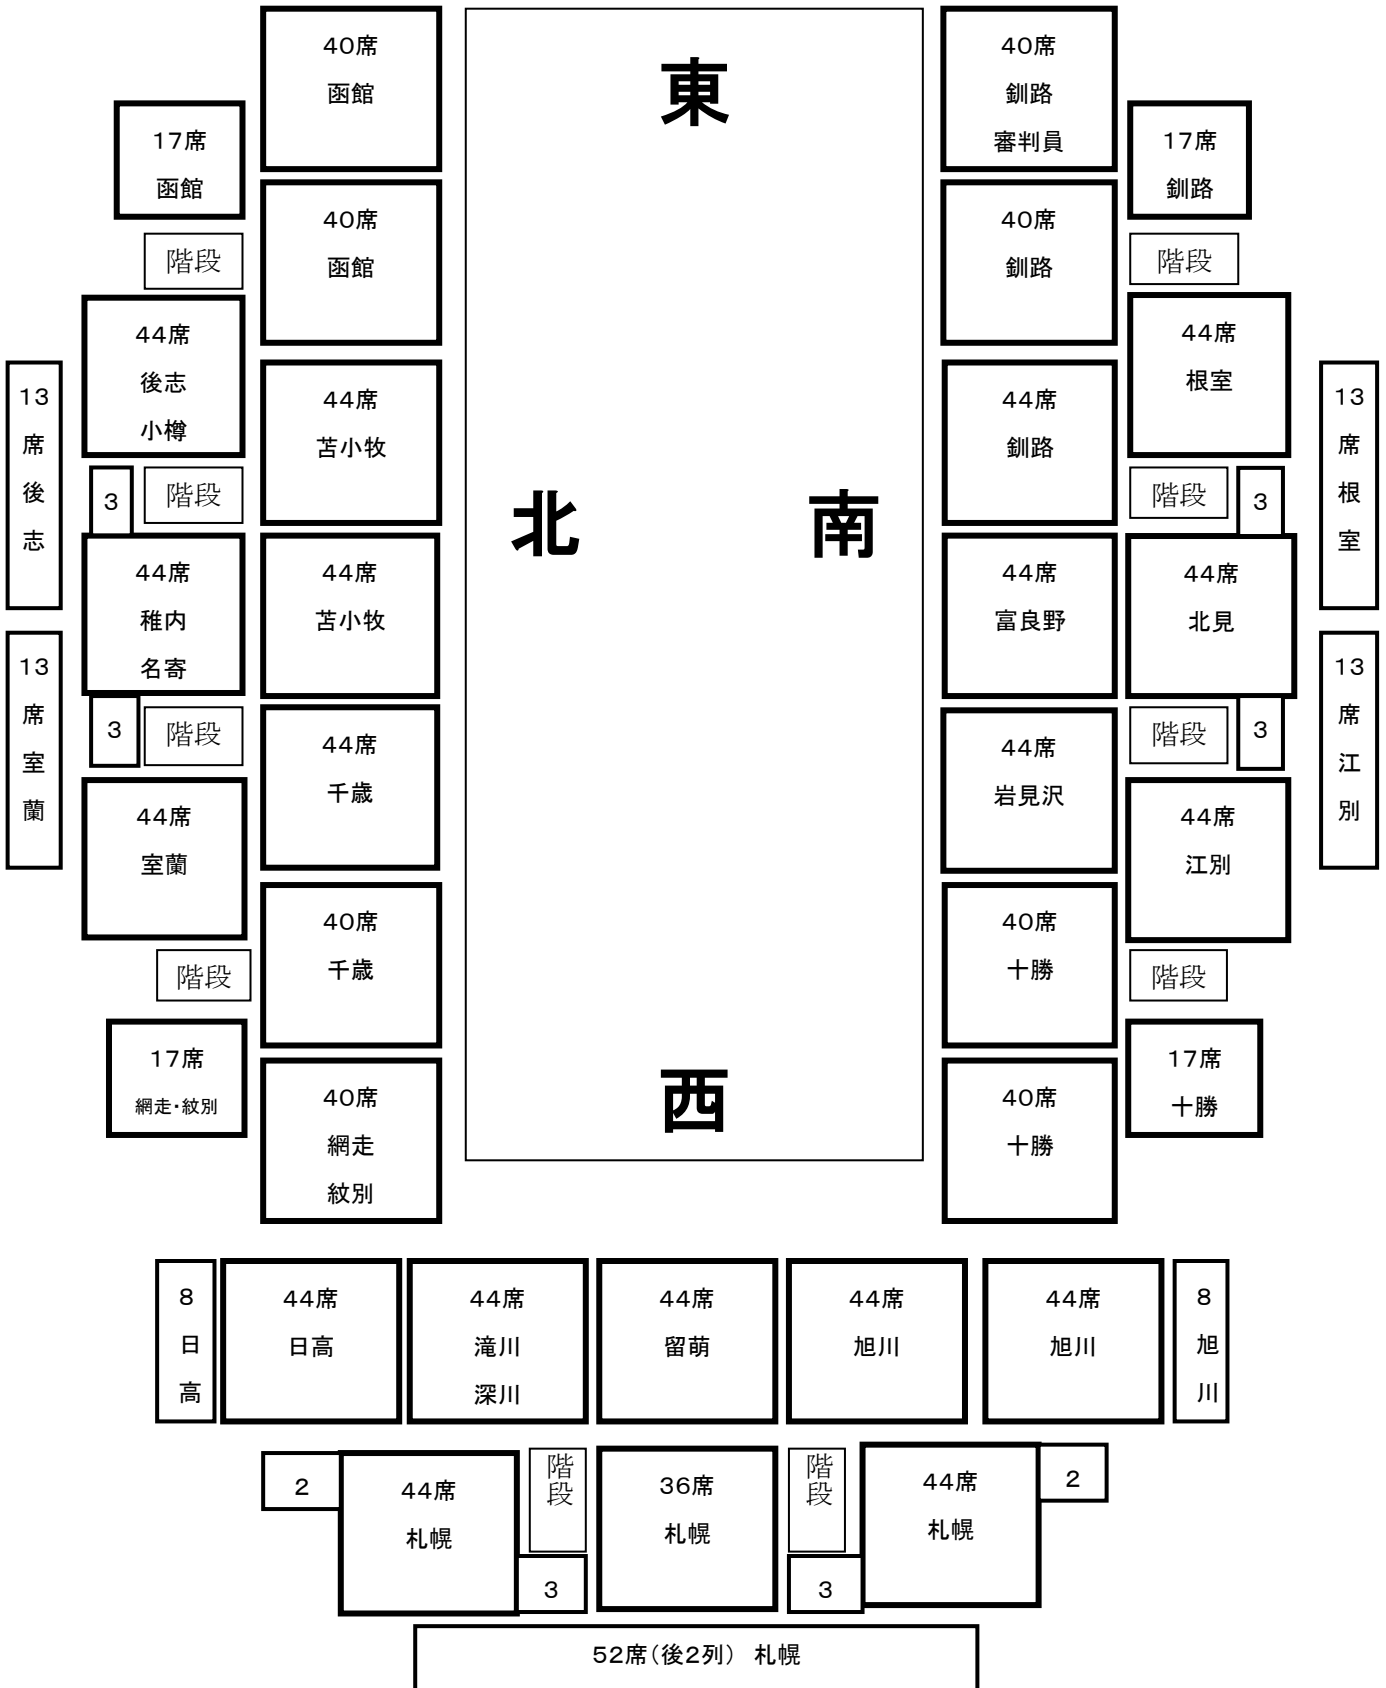 40席
函館
東
40席
釧路
審判員
17席
函館
17席
釧路
40席
函館
40席
釧路
階段
階段
44席
後志
小樽
44席
根室
13
席
後
志
44席
苫小牧
44席
釧路
13
席
根
室
3
階段
北
南
階段
3
44席
稚内
名寄
44席
苫小牧
44席
富良野
44席
北見
13
席
室
蘭
3
階段
44席
千歳
44席
岩見沢
階段
3
13
席
江
別
44席
室蘭
44席
江別
40席
千歳
40席
十勝
階段
階段
17席
網走・紋別
40席
網走
紋別
西
40席
十勝
17席
十勝
8
日
高
44席
日高
44席
滝川
深川
44席
留萌
44席
旭川
44席
旭川
8
旭
川
2
44席
札幌
階
段
3
36席
札幌
階
段
3
44席
札幌
2
52席(後2列) 札幌